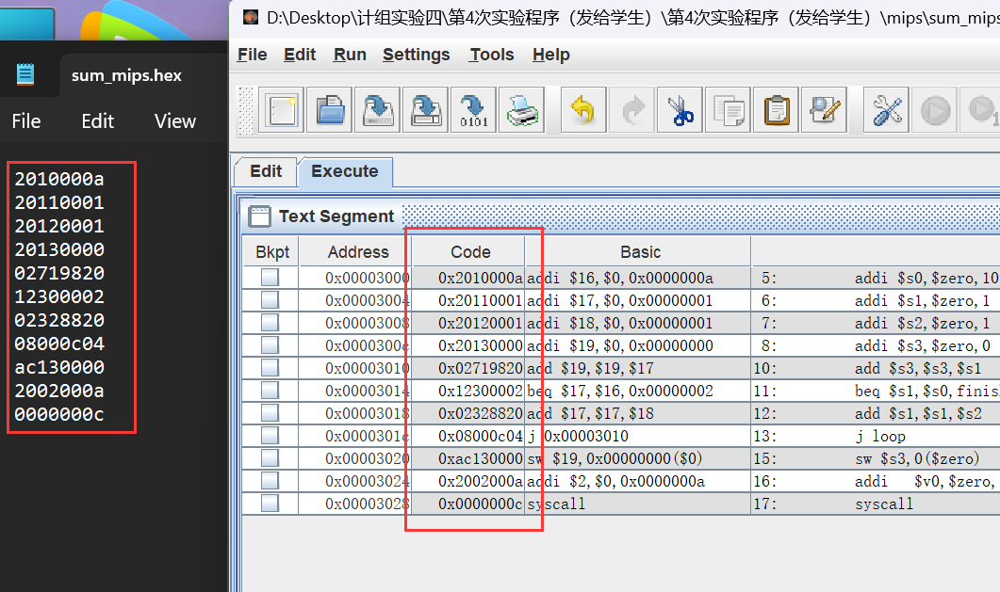 sum_mips.hex
File Edit View
2010000a
20110001
20120001
20130000
02719820
12300002
02328820
08000c04
ac130000
2002000a
0000000c
D:\Desktop\计组实验四\第4次实验程序（发给学生）\第4次实验程序（发给学生）\mips\sum_mips
File Edit Run Settings Tools Help
0101
1
Edit Execute
Text Segment
Bkpt Address Code Basic
0x00003000 0x2010000a addi $16,$0,0x0000000a 5: addi $s0,$zero,10
0x00003004 0x20110001 addi $17,$0,0x00000001 6: addi $s1,$zero,1
0x00003008 0x20120001 addi $18,$0,0x00000001 7: addi $s2,$zero,1
0x0000300c 0x20130000 addi $19,$0,0x00000000 8: addi $s3,$zero,0
0x00003010 0x02719820 add $19,$19,$17 10: add $s3,$s3,$s1
0x00003014 0x12300002 beq $17,$16,0x00000002 11: beq $s1,$s0,finis
0x00003018 0x02328820 add $17,$17,$18 12: add $s1,$s1,$s2
0x0000301c 0x08000c04 j 0x00003010 13: j loop
0x00003020 0xac130000 sw $19,0x00000000($0) 15: sw $s3,0($zero)
0x00003024 0x2002000a addi $2,$0,0x0000000a 16: addi $v0,$zero,
0x00003028 0x0000000c syscall 17: syscall